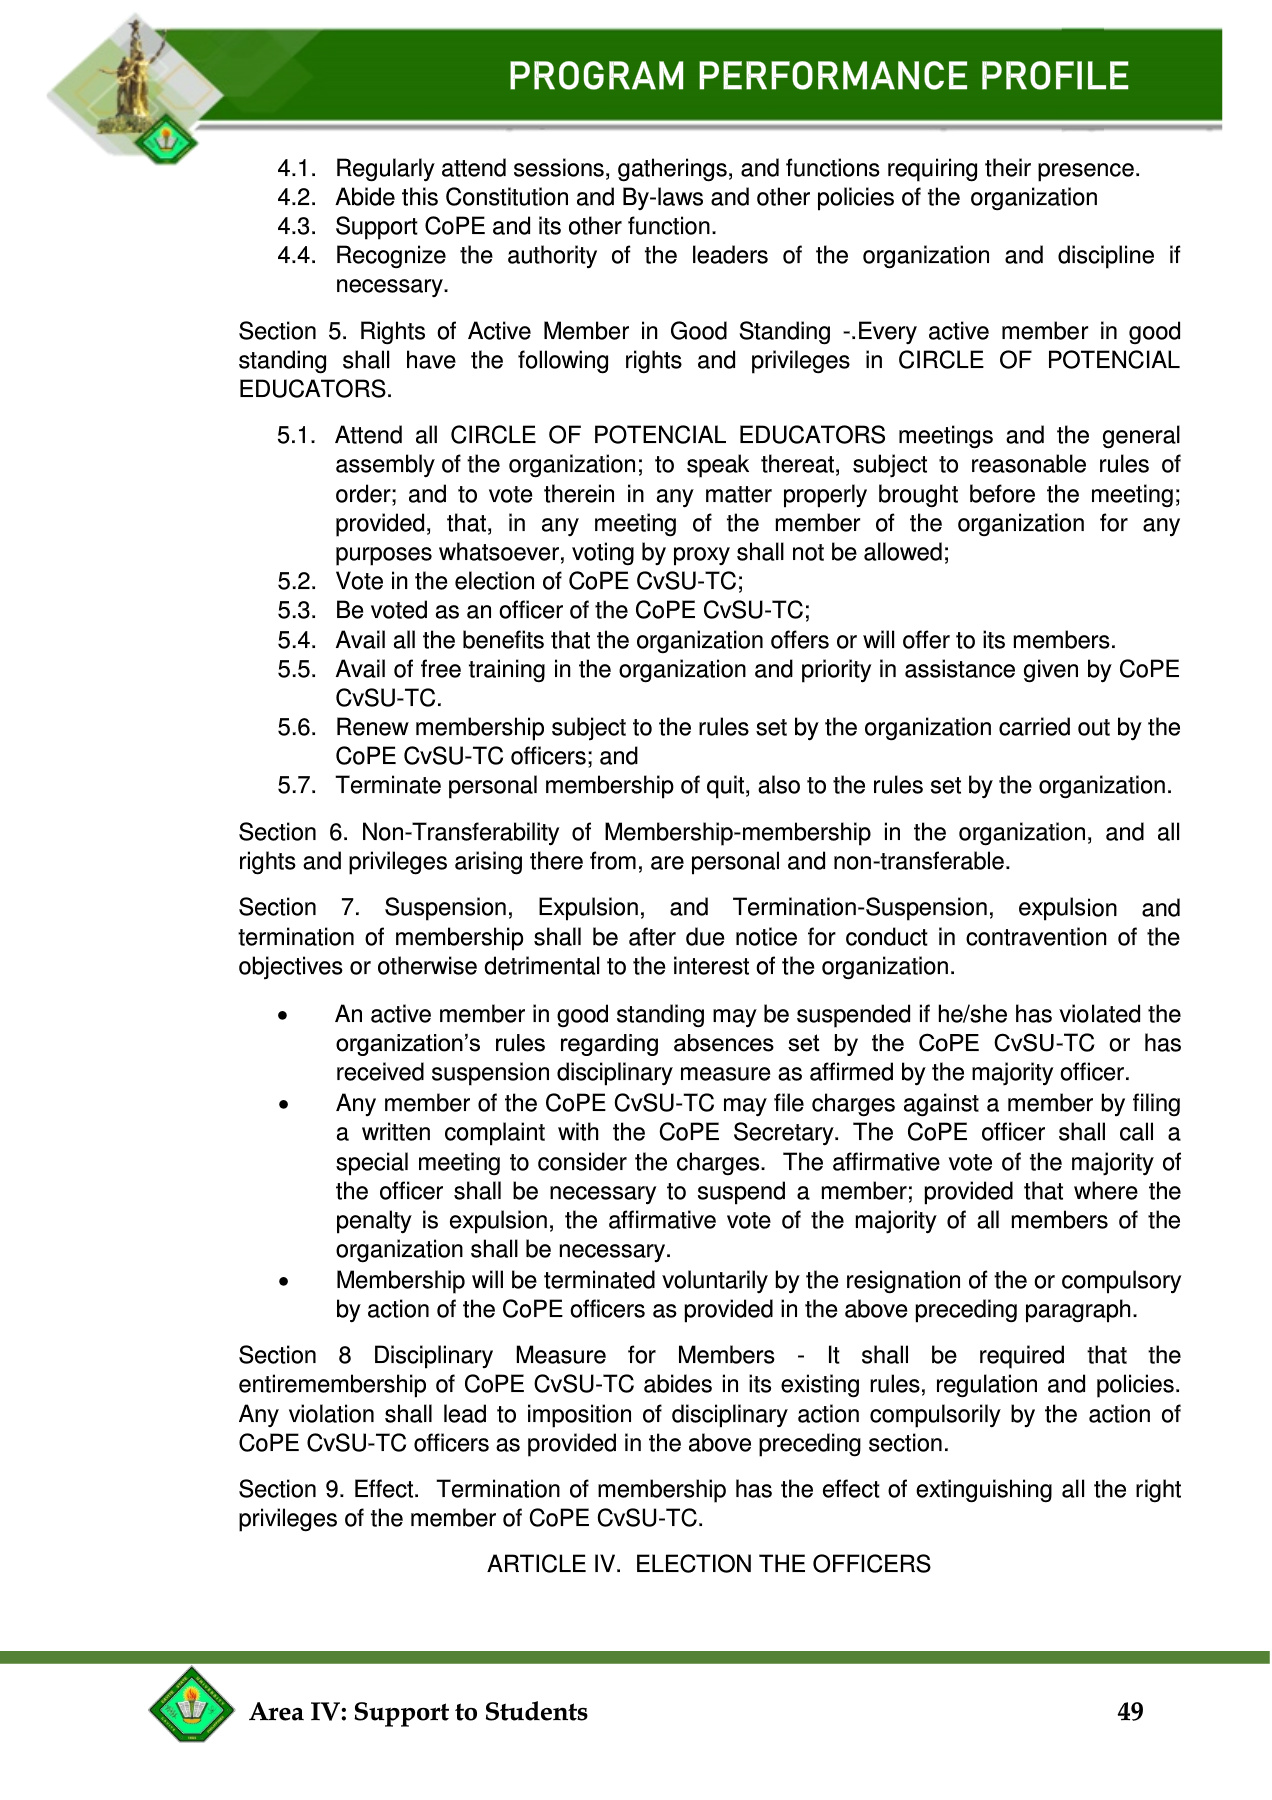 PROGRAM PERFORMANCE PROFILE
4.1. Regularly attend sessions, gatherings, and functions requiring their presence.
4.2. Abide this Constitution and By-laws and other policies of the organization
4.3. Support CoPE and its other function.
4.4. Recognize the authority of the leaders of the organization and discipline if
necessary.
Section 5. Rights of Active Member in Good Standing -.Every active member in good
standing shall have the following rights and privileges in CIRCLE OF POTENCIAL
EDUCATORS.
5.1. Attend all CIRCLE OF POTENCIAL EDUCATORS meetings and the general
assembly of the organization; to speak thereat, subject to reasonable rules of
order; and to vote therein in any matter properly brought before the meeting;
provided, that, in any meeting of the member of the organization for any
purposes whatsoever, voting by proxy shall not be allowed;
5.2. Vote in the election of CoPE CvSU-TC;
5.3. Be voted as an officer of the CoPE CvSU-TC;
5.4. Avail all the benefits that the organization offers or will offer to its members.
5.5. Avail of free training in the organization and priority in assistance given by CoPE
CvSU-TC.
5.6. Renew membership subject to the rules set by the organization carried out by the
CoPE CvSU-TC officers; and
5.7. Terminate personal membership of quit, also to the rules set by the organization.
Section 6. Non-Transferability of Membership-membership in the organization, and all
rights and privileges arising there from, are personal and non-transferable.
Section 7. Suspension, Expulsion, and Termination-Suspension, expulsion and
termination of membership shall be after due notice for conduct in contravention of the
objectives or otherwise detrimental to the interest of the organization.
• An active member in good standing may be suspended if he/she has violated the
organization’s rules regarding absences set by the CoPE CvSU-TC or has
received suspension disciplinary measure as affirmed by the majority officer.
• Any member of the CoPE CvSU-TC may file charges against a member by filing
a written complaint with the CoPE Secretary. The CoPE officer shall call a
special meeting to consider the charges. The affirmative vote of the majority of
the officer shall be necessary to suspend a member; provided that where the
penalty is expulsion, the affirmative vote of the majority of all members of the
organization shall be necessary.
• Membership will be terminated voluntarily by the resignation of the or compulsory
by action of the CoPE officers as provided in the above preceding paragraph.
Section 8 Disciplinary Measure for Members - It shall be required that the
entiremembership of CoPE CvSU-TC abides in its existing rules, regulation and policies.
Any violation shall lead to imposition of disciplinary action compulsorily by the action of
CoPE CvSU-TC officers as provided in the above preceding section.
Section 9. Effect. Termination of membership has the effect of extinguishing all the right
privileges of the member of CoPE CvSU-TC.
ARTICLE IV. ELECTION THE OFFICERS
Area IV: Support to Students 49